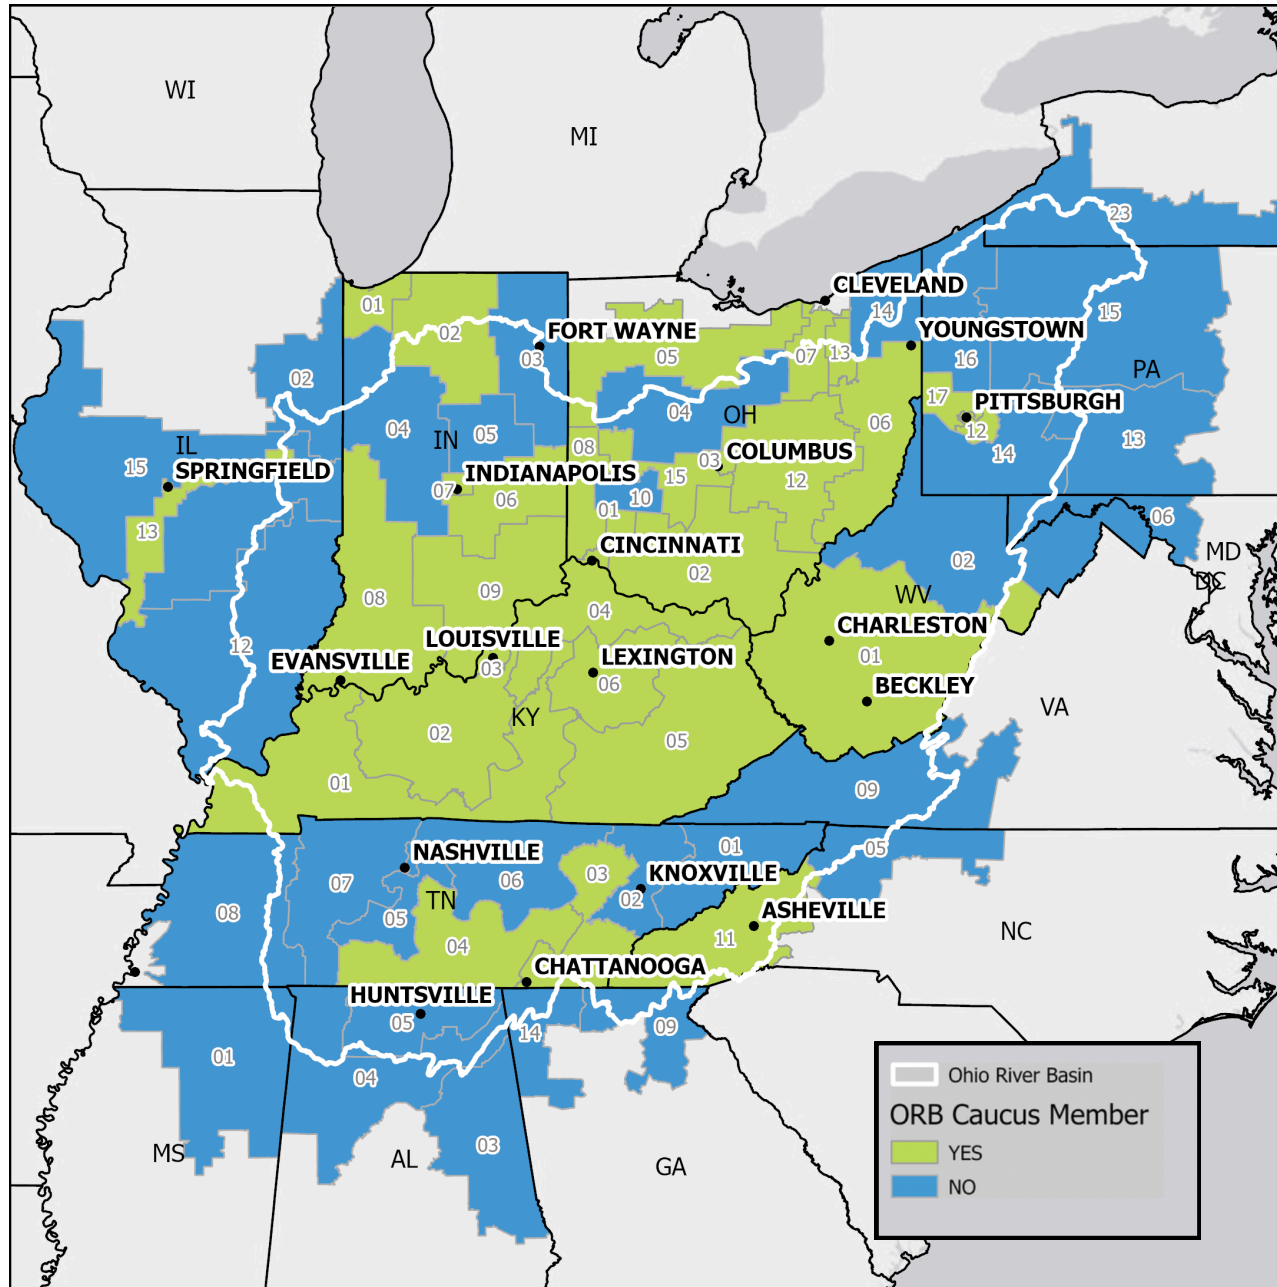 WI
MI
23
CLEVELAND
01
14
15
02
FORT WAYNE
YOUNGSTOWN
03
05
07
13
16
PA
02
04
17
PITTSBURGH
OH
06
12
IL
04
IN
05
08
COLUMBUS
14
13
15
SPRINGFIELD
INDIANAPOLIS
03
15
12
07
06
10
13
01
06
CINCINNATI
02
MD
DC
02
08
09
04
WV
12
LOUISVILLE
CHARLESTON
EVANSVILLE
03
LEXINGTON
01
06
BECKLEY
KY
VA
02
05
01
09
NASHVILLE
01
05
07
06
03
KNOXVILLE
02
TN
08
05
ASHEVILLE
04
11
NC
CHATTANOOGA
HUNTSVILLE
05
14
09
01
04
03
MS
AL
GA
Ohio River Basin
ORB Caucus Member
YES
NO